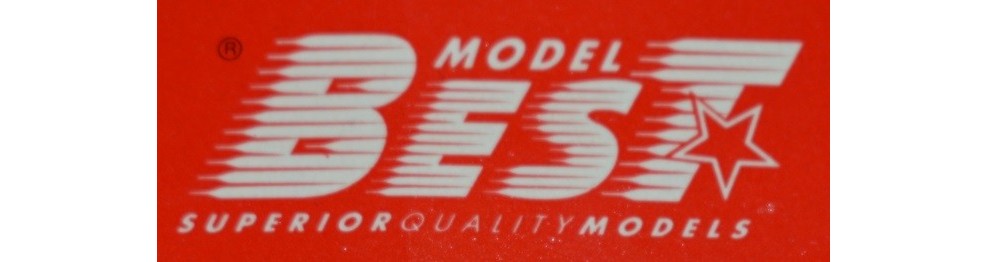 ®
MODEL
BEST
SUPERIORQUALITYMODELS